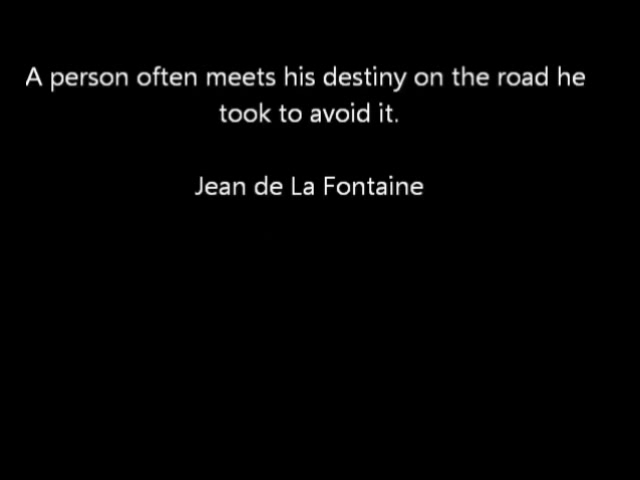 A person often meets his destiny on the road he
took to avoid it.
Jean de La Fontaine